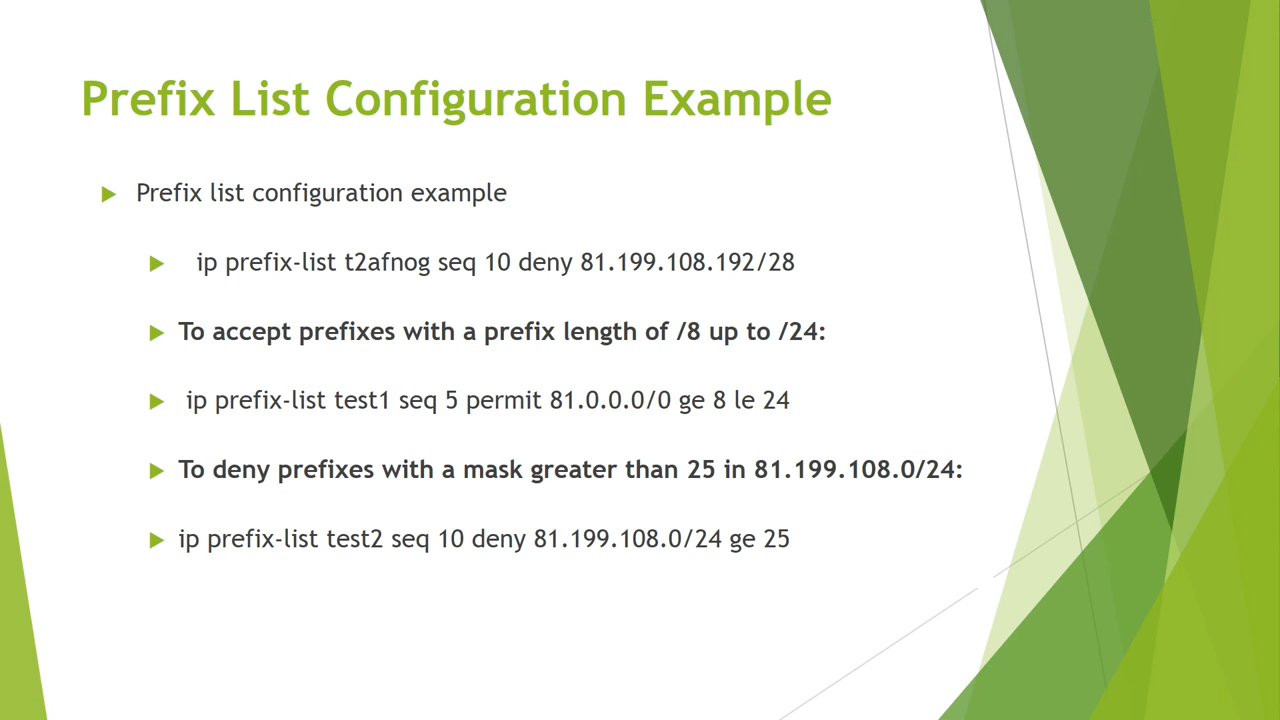 Prefix List Configuration Example
Prefix list configuration example
ip prefix-list t2afnog seq 10 deny 81.199.108.192/28
To accept prefixes with a prefix length of /8 up to /24:
ip prefix-list test1 seq 5 permit 81.0.0.0/0 ge 8 le 24
To deny prefixes with a mask greater than 25 in 81.199.108.0/24:
ip prefix-list test2 seq 10 deny 81.199.108.0/24 ge 25